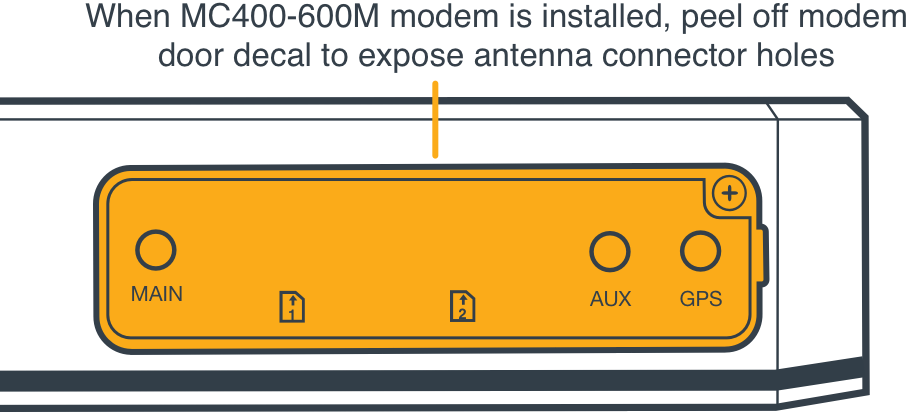 When MC400-600M modem is installed, peel off modem
door decal to expose antenna connector holes
MAIN
1
2
AUX
GPS